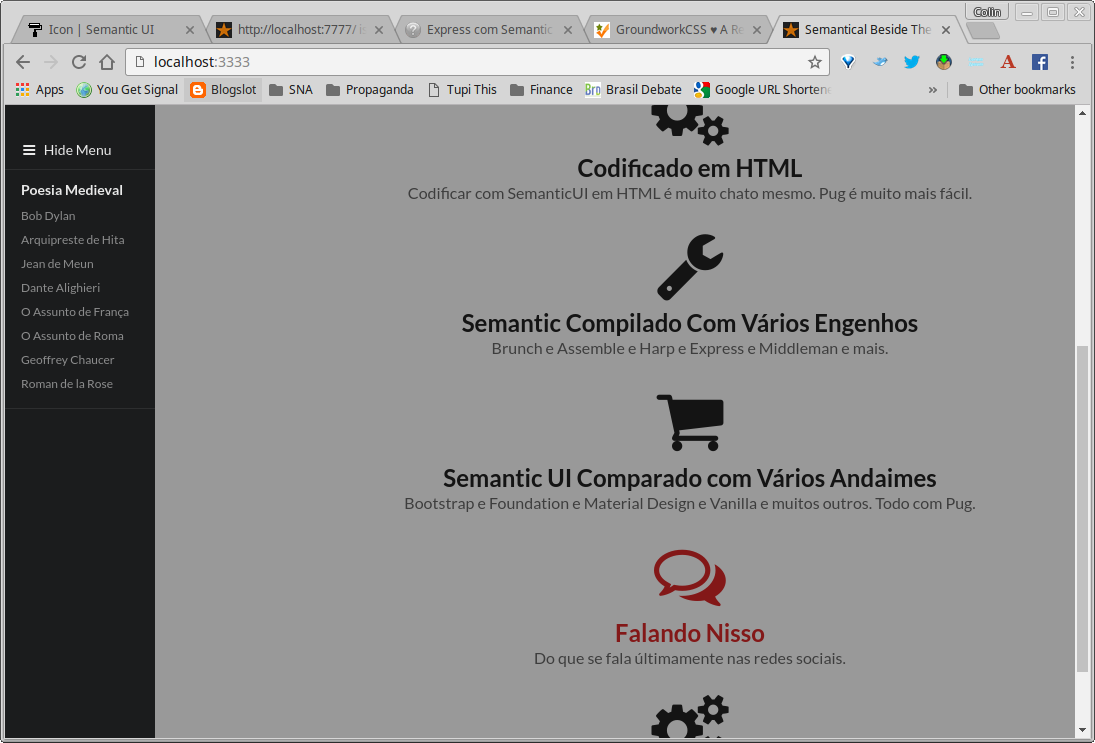 Colin
Icon | Semantic UI
http://localhost:7777/
Express com Semantic
GroundworkCSS ♥ A Re
Semantical Beside The
localhost:3333
Apps
You Get Signal
Blogslot
SNA
Propaganda
Tupi This
Finance
Bro
Brasil Debate
Google URL Shortene
»
Other bookmarks
Hide Menu
Poesia Medieval
Bob Dylan
Arquipreste de Hita
Jean de Meun
Dante Alighieri
O Assunto de França
O Assunto de Roma
Geoffrey Chaucer
Roman de la Rose
Codificado em HTML
Codificar com SemanticUI em HTML é muito chato mesmo. Pug é muito mais fácil.
Semantic Compilado Com Vários Engenhos
Brunch e Assemble e Harp e Express e Middleman e mais.
Semantic UI Comparado com Vários Andaimes
Bootstrap e Foundation e Material Design e Vanilla e muitos outros. Todo com Pug.
Falando Nisso
Do que se fala últimamente nas redes sociais.